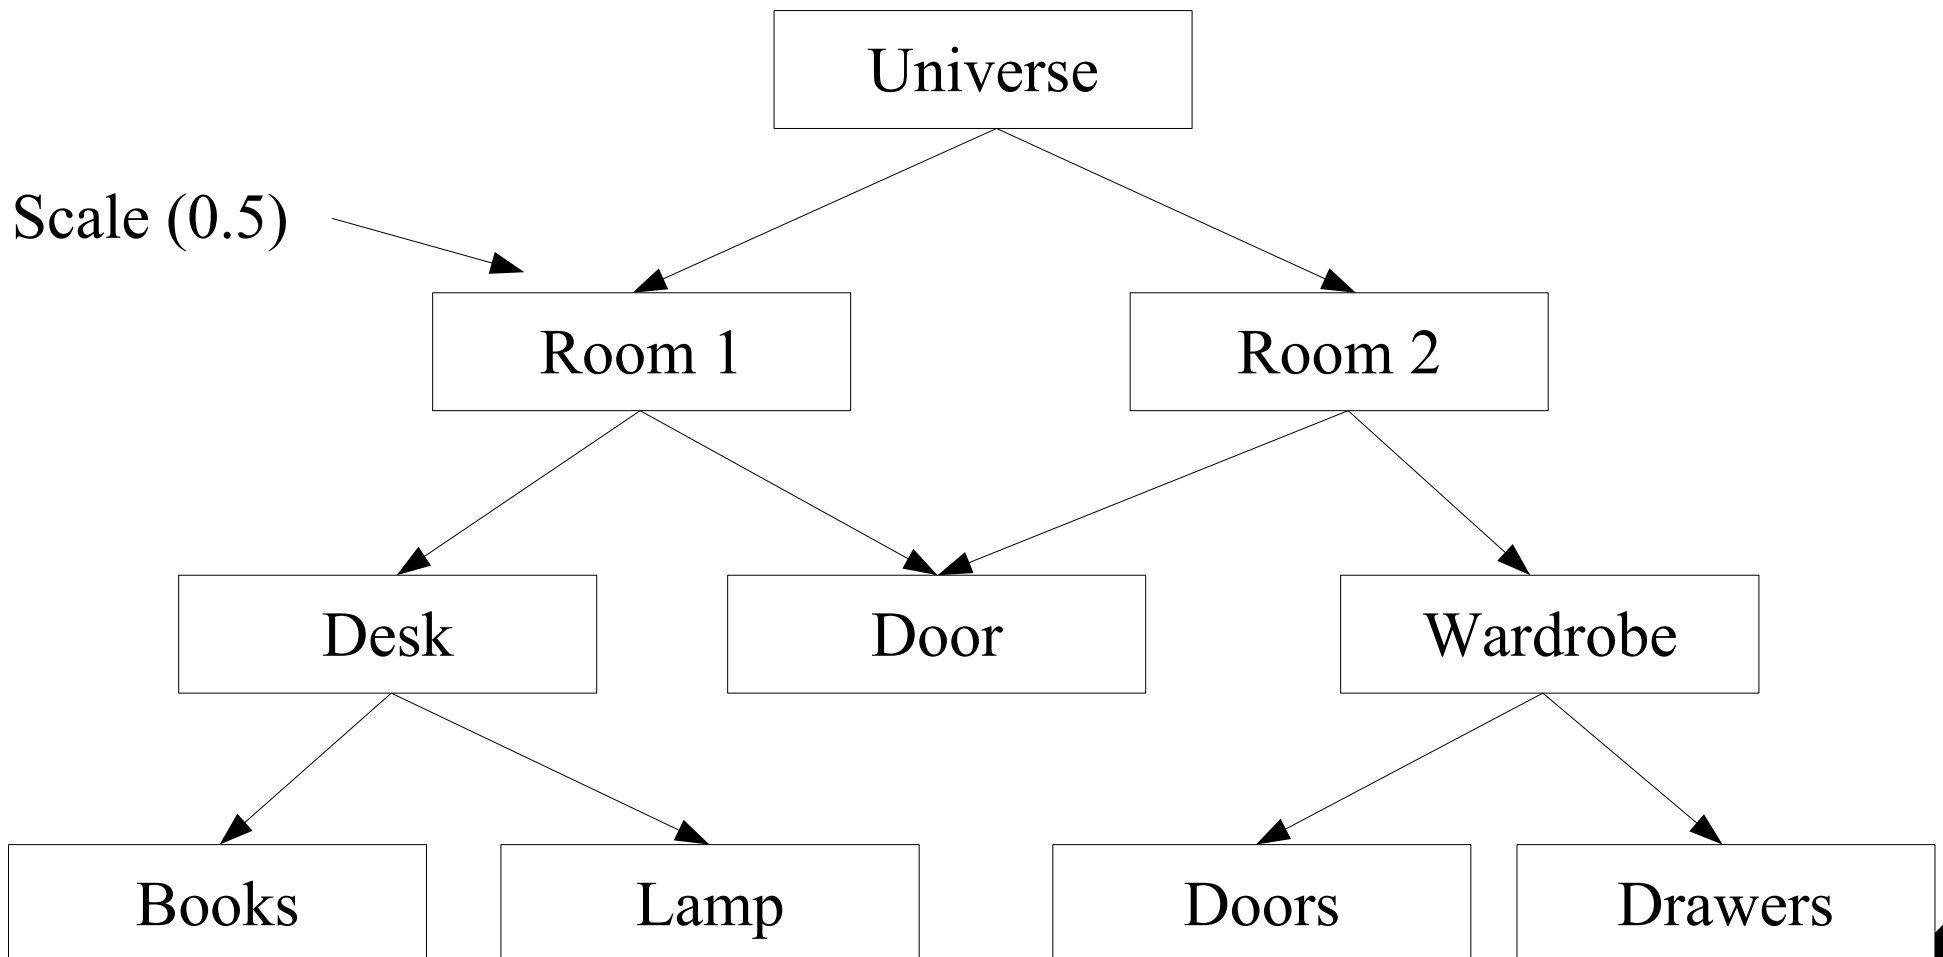 Universe
Scale (0.5)
Room 1
Room 2
Desk
Door
Wardrobe
Books
Lamp
Doors
Drawers